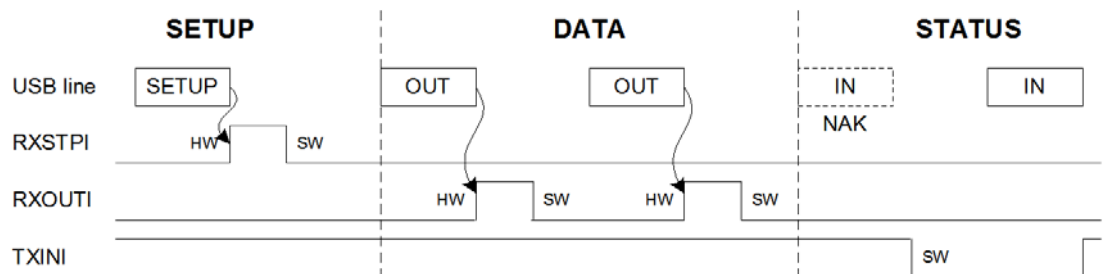 SETUP DATA STATUS
USB line SETUP OUT OUT IN IN
NAK
RXSTPI HW SW
RXOUTI HW SW HW SW
TXINI SW